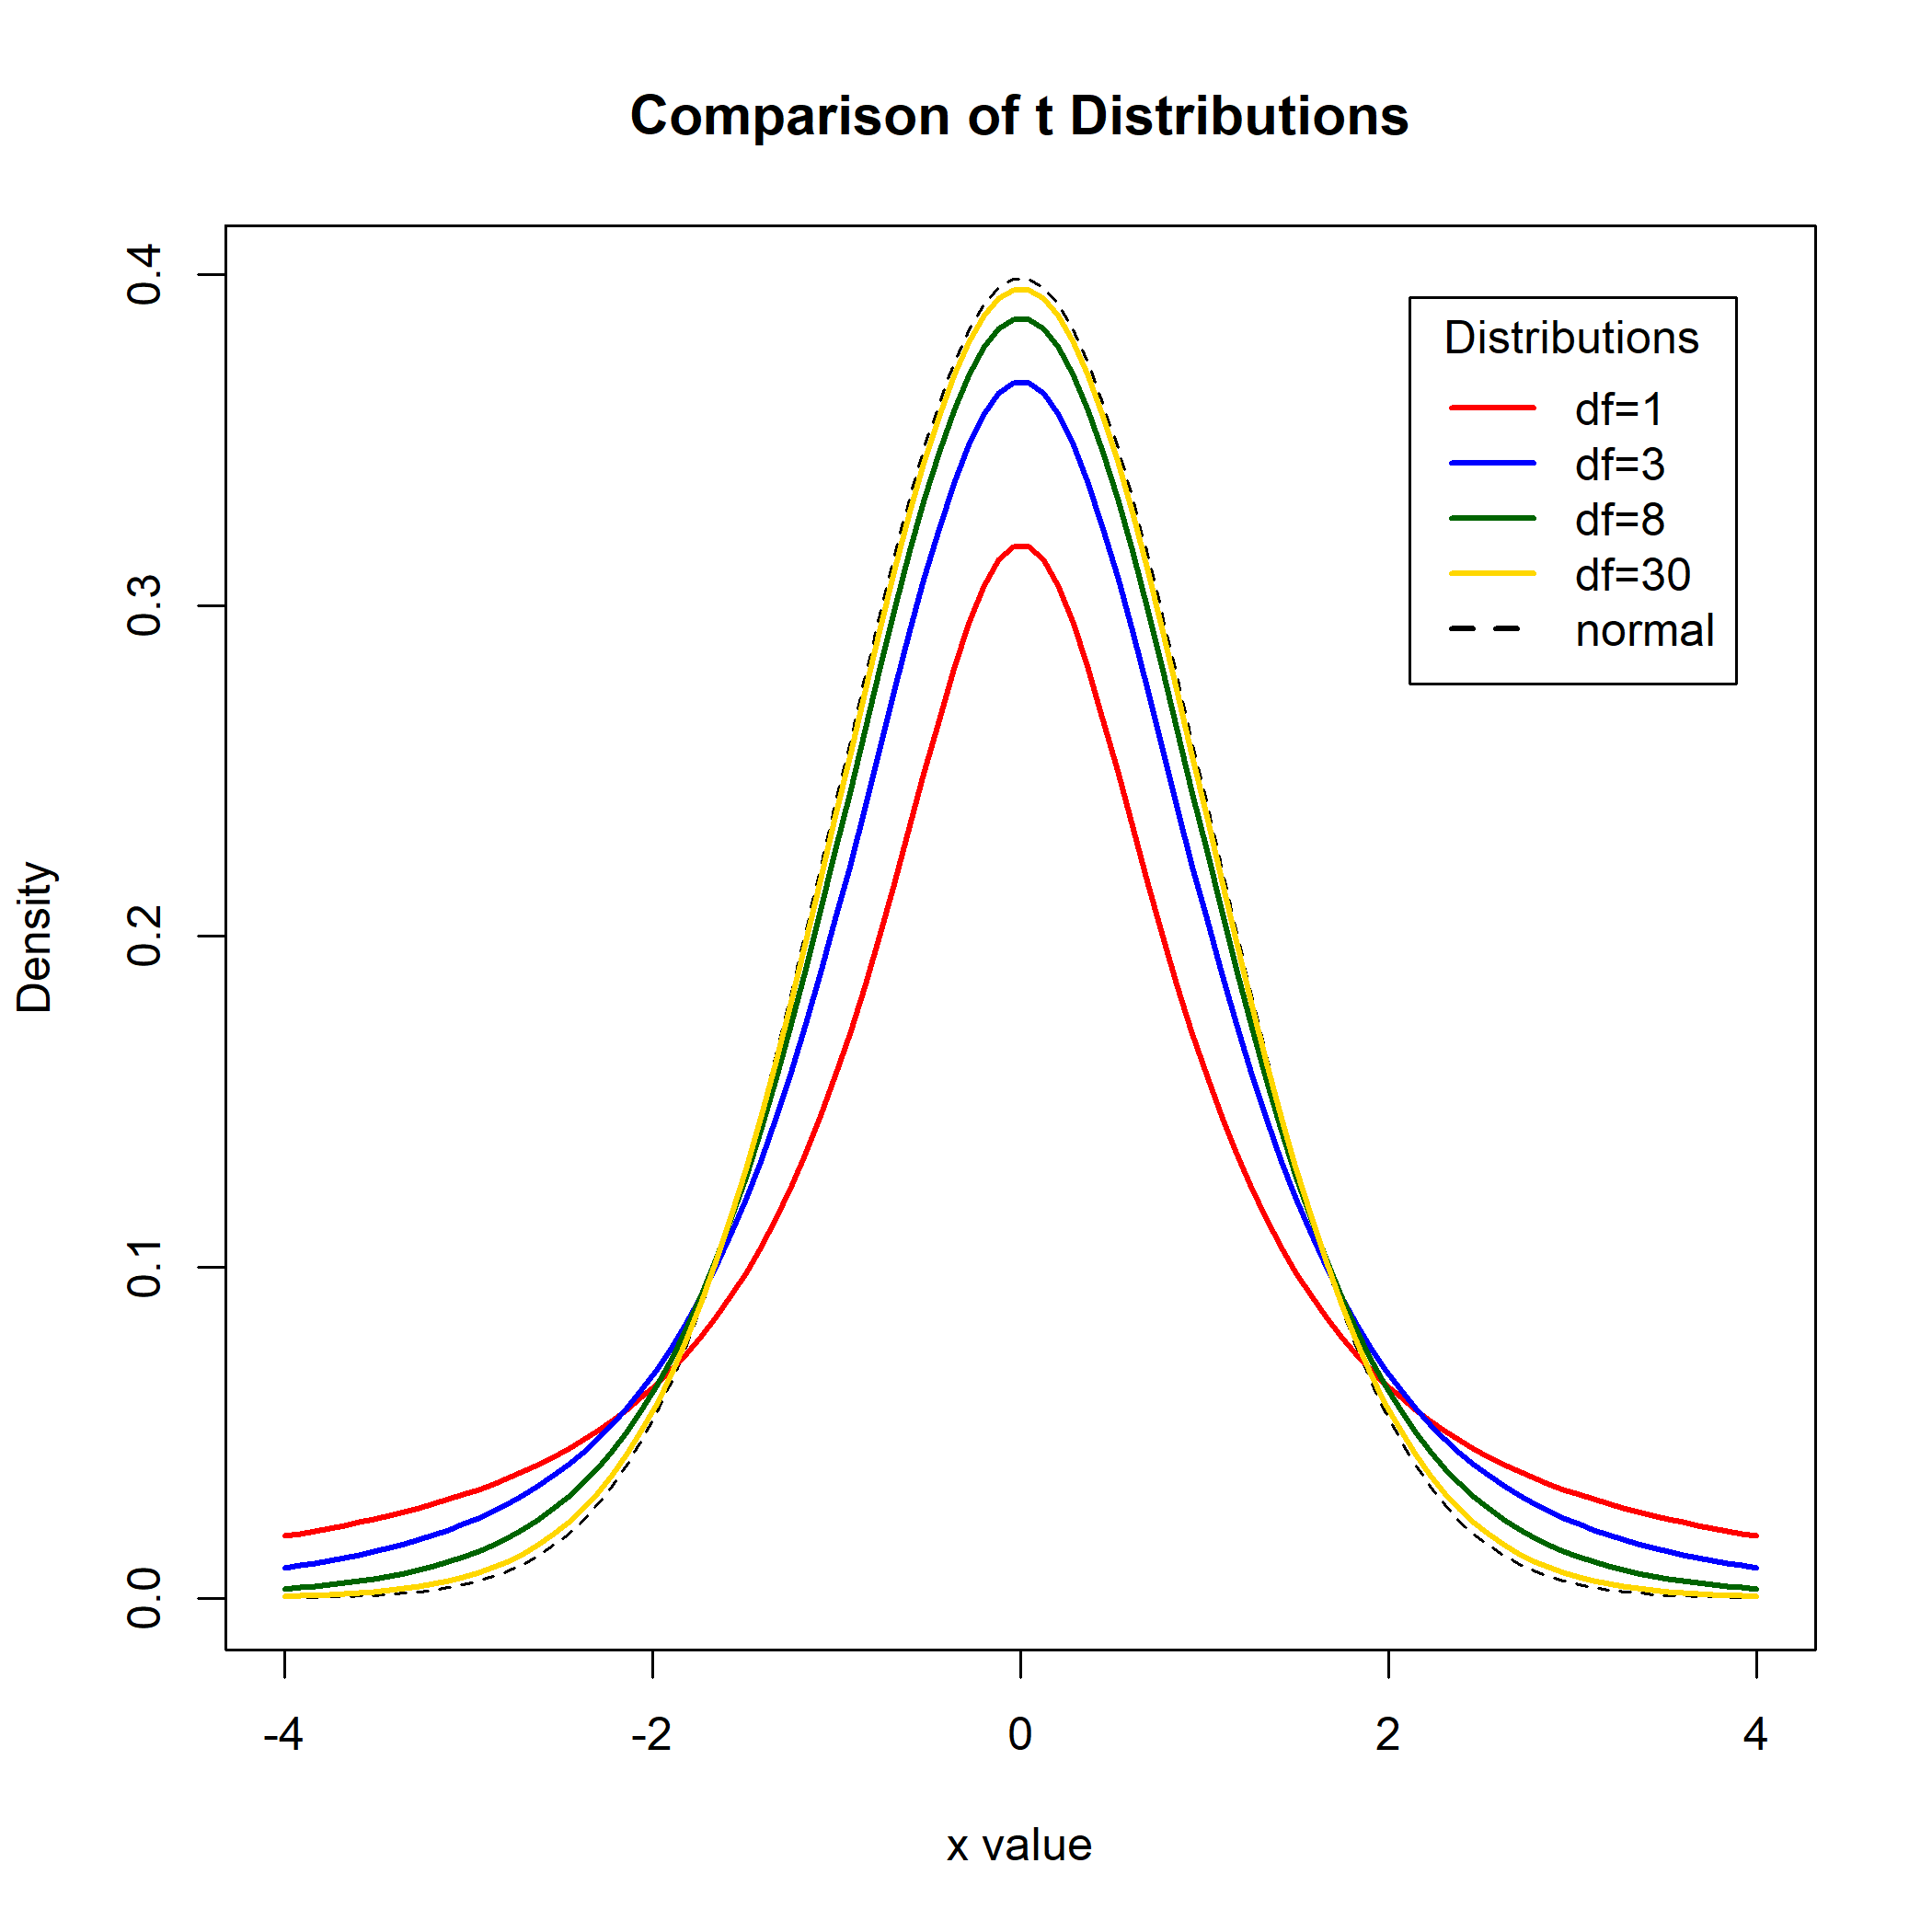 Comparison of t Distributions
Distributions
df=1
df=3
df=8
df=30
normal
Density
0.4
0.3
0.2
0.1
0.0
-4 -2 0 2 4
x value